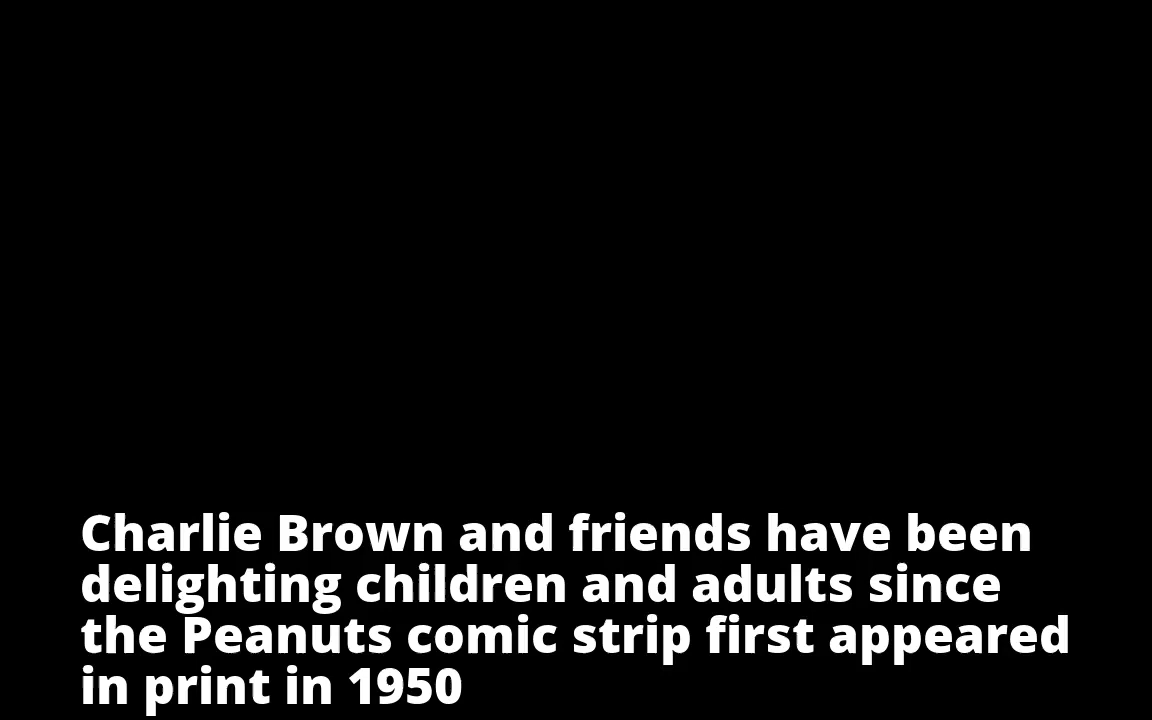 Charlie Brown and friends have been
delighting children and adults since
the Peanuts comic strip first appeared
in print in 1950